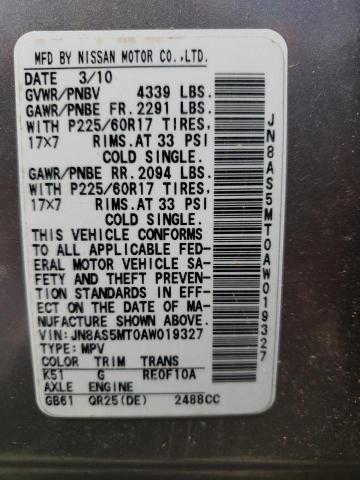 MFD BY NISSAN MOTOR CO.,LTD.
DATE 3/10
GVWR/PNBV 4339 LBS.
GAWR/PNBE FR.2291 LBS.
WITH P225/60R17 TIRES,
17×7 RIMS.AT 33 PSI
COLD SINGLE.
GAWR/PNBE RR.2094 LBS.
WITH P225/60R17 TIRES,
17×7 RIMS.AT 33 PSI
COLD SINGLE.
THIS VEHICLE CONFORMS
TO ALL APPLICABLE FED-
ERAL MOTOR VEHICLE SA-
FETY AND THEFT PREVEN-
TION STANDARDS IN EFF-
ECT ON THE DATE OF MA-
NUFACTURE SHOWN ABOVE.
VIN:JN8AS5MT0AW019327
TYPE:MPV
COLOR TRIM TRANS
K51 G RE0F10A
AXLE ENGINE
GB61 QR25(DE) 2488CC
JN8AS5MT0AW019327